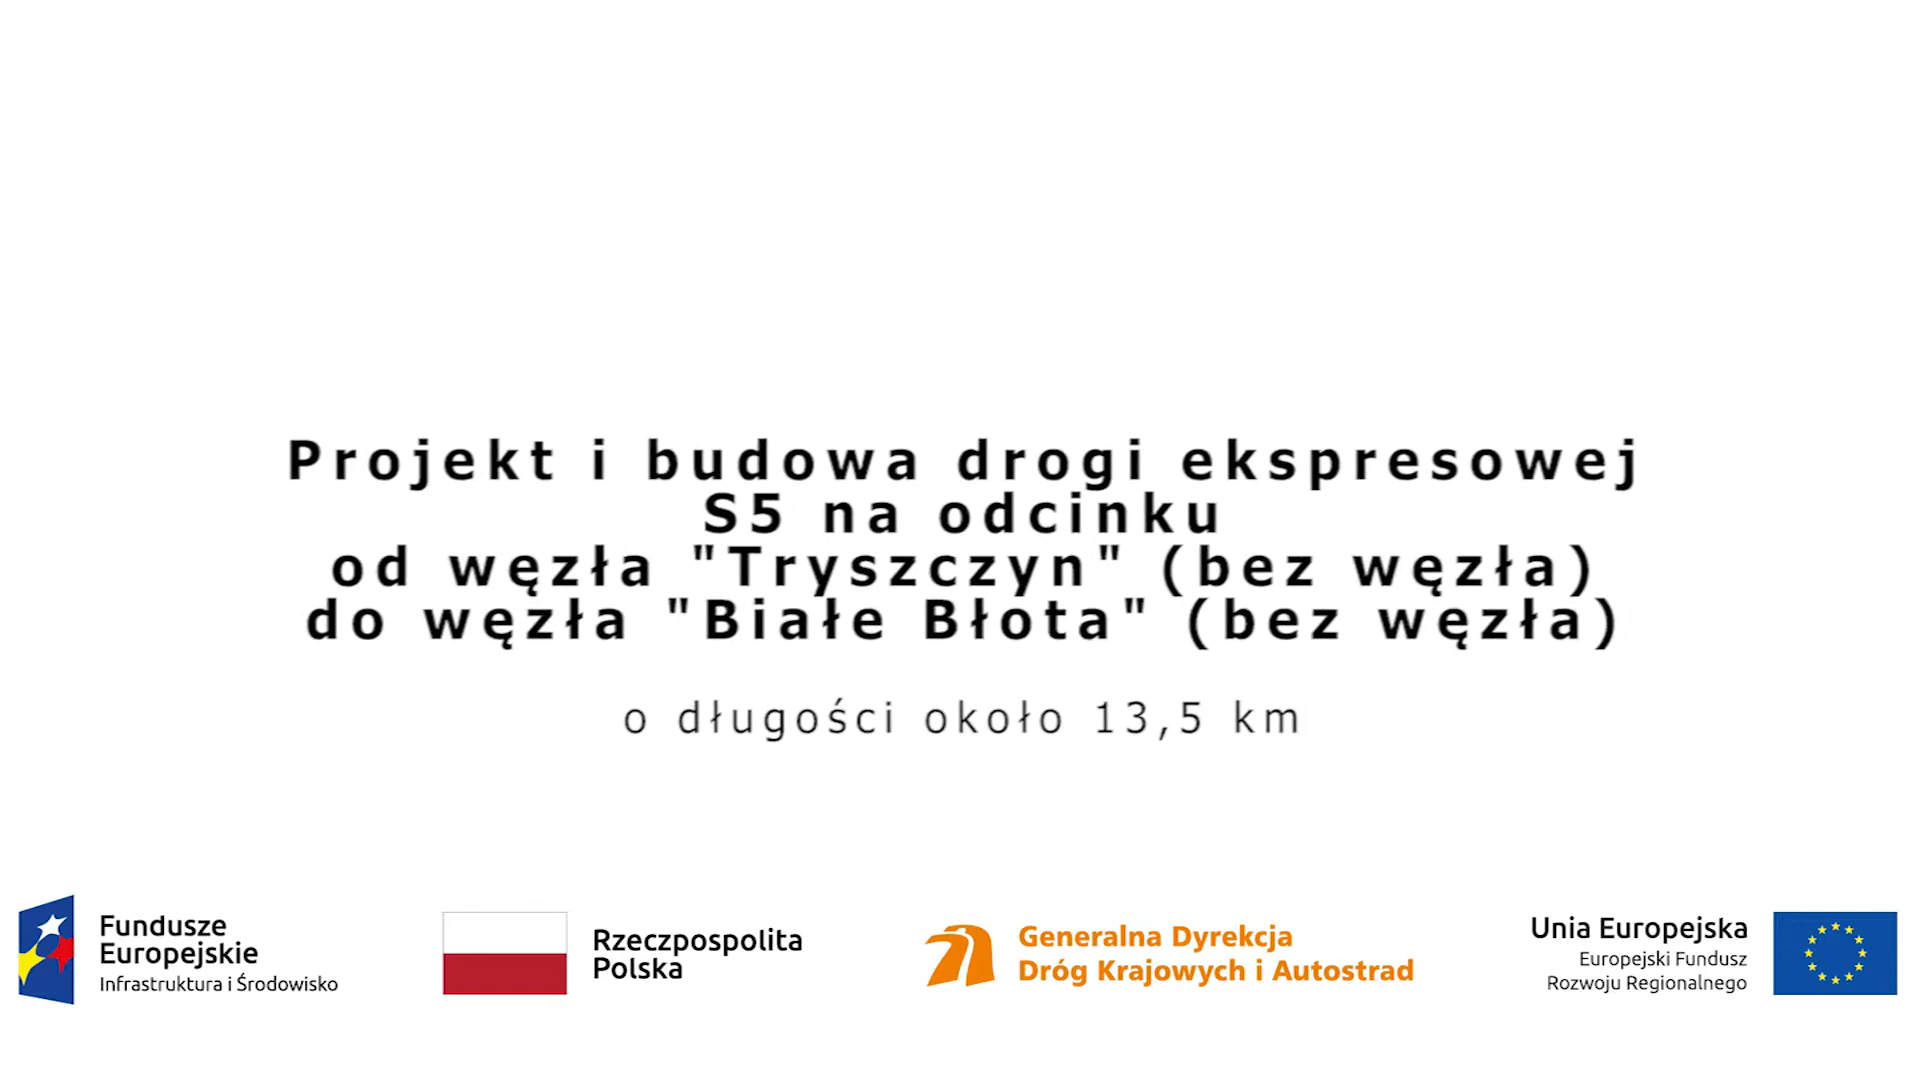 Projekt i budowa drogi ekspresowej
S5 na odcinku
od węzła "Tryszczyn" (bez węzła)
do węzła "Białe Błota" (bez węzła)
o długości około 13,5 km
Fundusze
Europejskie
Infrastruktura i Środowisko
Rzeczpospolita
Polska
Generalna Dyrekcja
Dróg Krajowych i Autostrad
Unia Europejska
Europejski Fundusz
Rozwoju Regionalnego